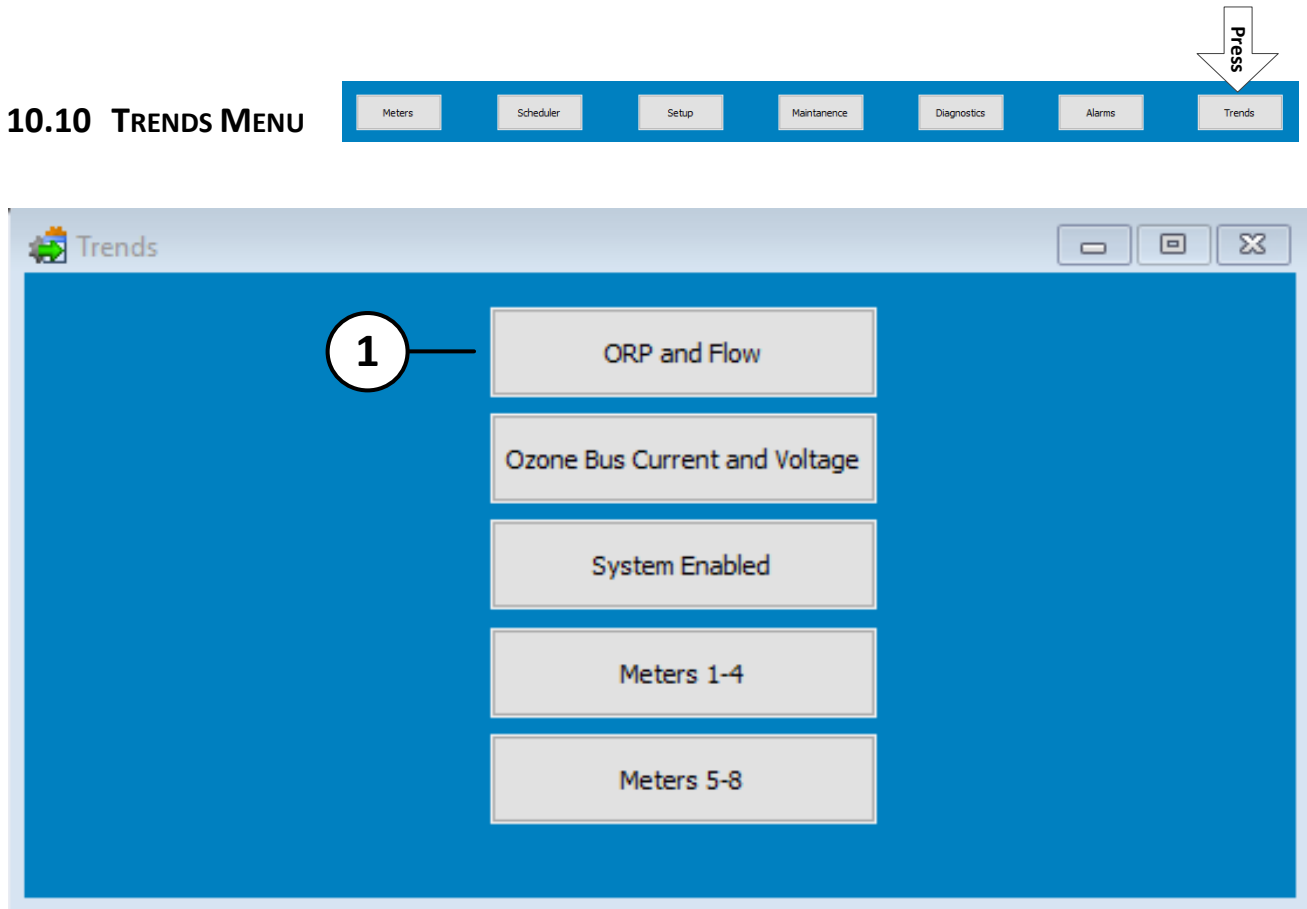 Press
10.10 TRENDS MENU
Meters Scheduler Setup Maintanence Diagnostics Alarms Trends
Trends
1
ORP and Flow
Ozone Bus Current and Voltage
System Enabled
Meters 1-4
Meters 5-8